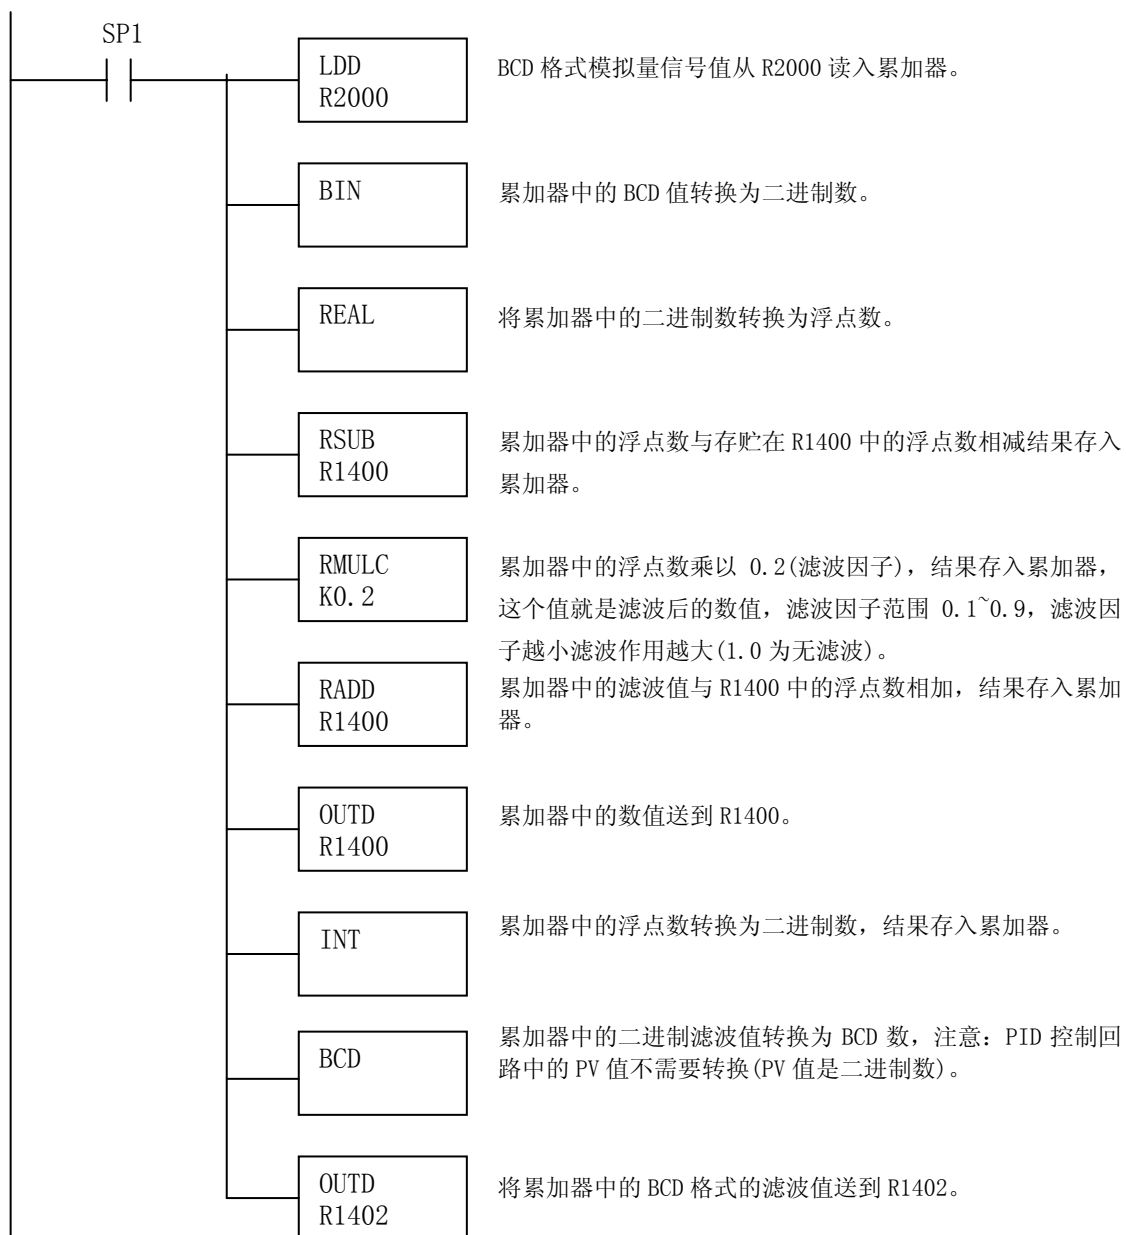 SP1
LDD
R2000
BCD 格式模拟量信号值从 R2000 读入累加器。
BIN
累加器中的 BCD 值转换为二进制数。
REAL
将累加器中的二进制数转换为浮点数。
RSUB
R1400
累加器中的浮点数与存贮在 R1400 中的浮点数相减结果存入
累加器。
RMULC
K0.2
累加器中的浮点数乘以 0.2(滤波因子)，结果存入累加器，
这个值就是滤波后的数值，滤波因子范围 0.1~0.9，滤波因
子越小滤波作用越大(1.0 为无滤波)。
RADD
R1400
累加器中的滤波值与 R1400 中的浮点数相加，结果存入累加
器。
OUTD
R1400
累加器中的数值送到 R1400。
INT
累加器中的浮点数转换为二进制数，结果存入累加器。
BCD
累加器中的二进制滤波值转换为 BCD 数，注意：PID 控制回
路中的 PV 值不需要转换(PV 值是二进制数)。
OUTD
R1402
将累加器中的 BCD 格式的滤波值送到 R1402。